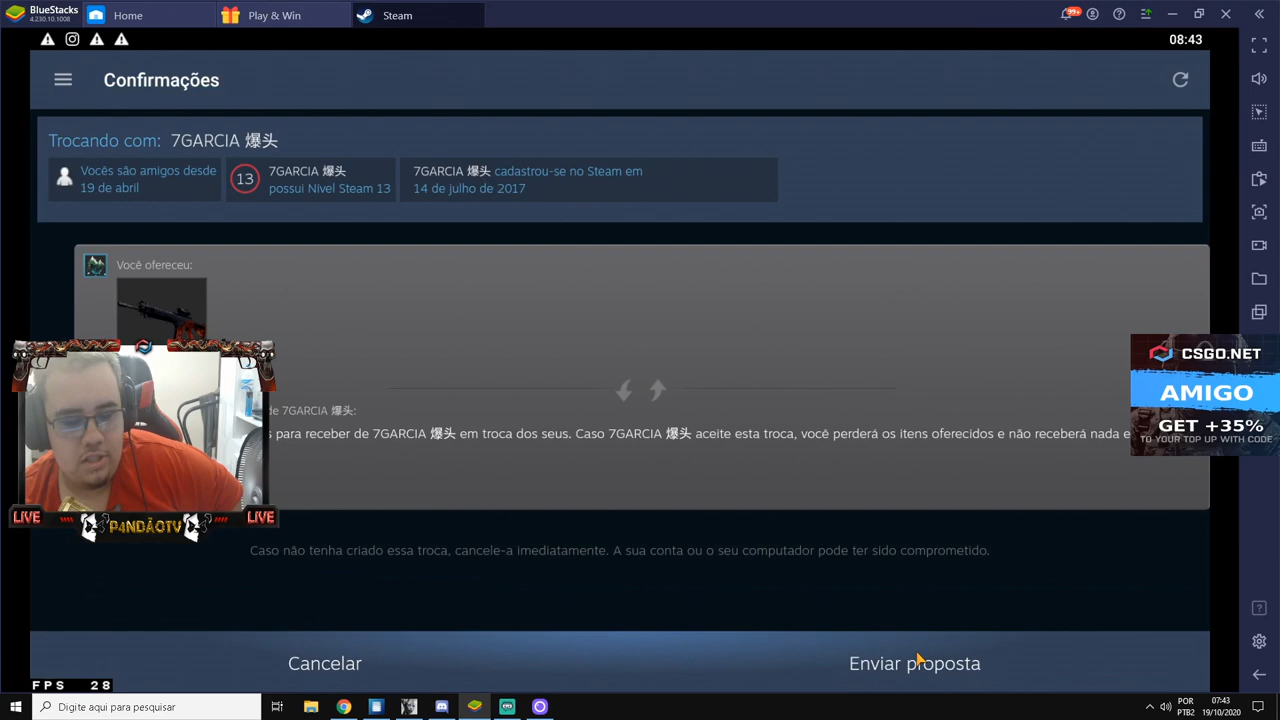 BlueStacks
4.230.10.1008
Home
Play & Win
Steam
99+
08:43
Confirmações
Trocando com: 7GARCIA 爆头
Vocês são amigos desde
19 de abril
13
7GARCIA 爆头
possui Nível Steam 13
7GARCIA 爆头 cadastrou-se no Steam em
14 de julho de 2017
Você ofereceu:
de 7GARCIA 爆头:
s para receber de 7GARCIA 爆头 em troca dos seus. Caso 7GARCIA 爆头 aceite esta troca, você perderá os itens oferecidos e não receberá nada e
CSGO.NET
AMIGO
GET +35%
TO YOUR TOP UP WITH CODE
LIVE
P4NDÃOTV
LIVE
Caso não tenha criado essa troca, cancele-a imediatamente. A sua conta ou o seu computador pode ter sido comprometido.
Cancelar
Enviar proposta
FPS 28
Digite aqui para pesquisar
POR
PTB2
07:43
19/10/2020